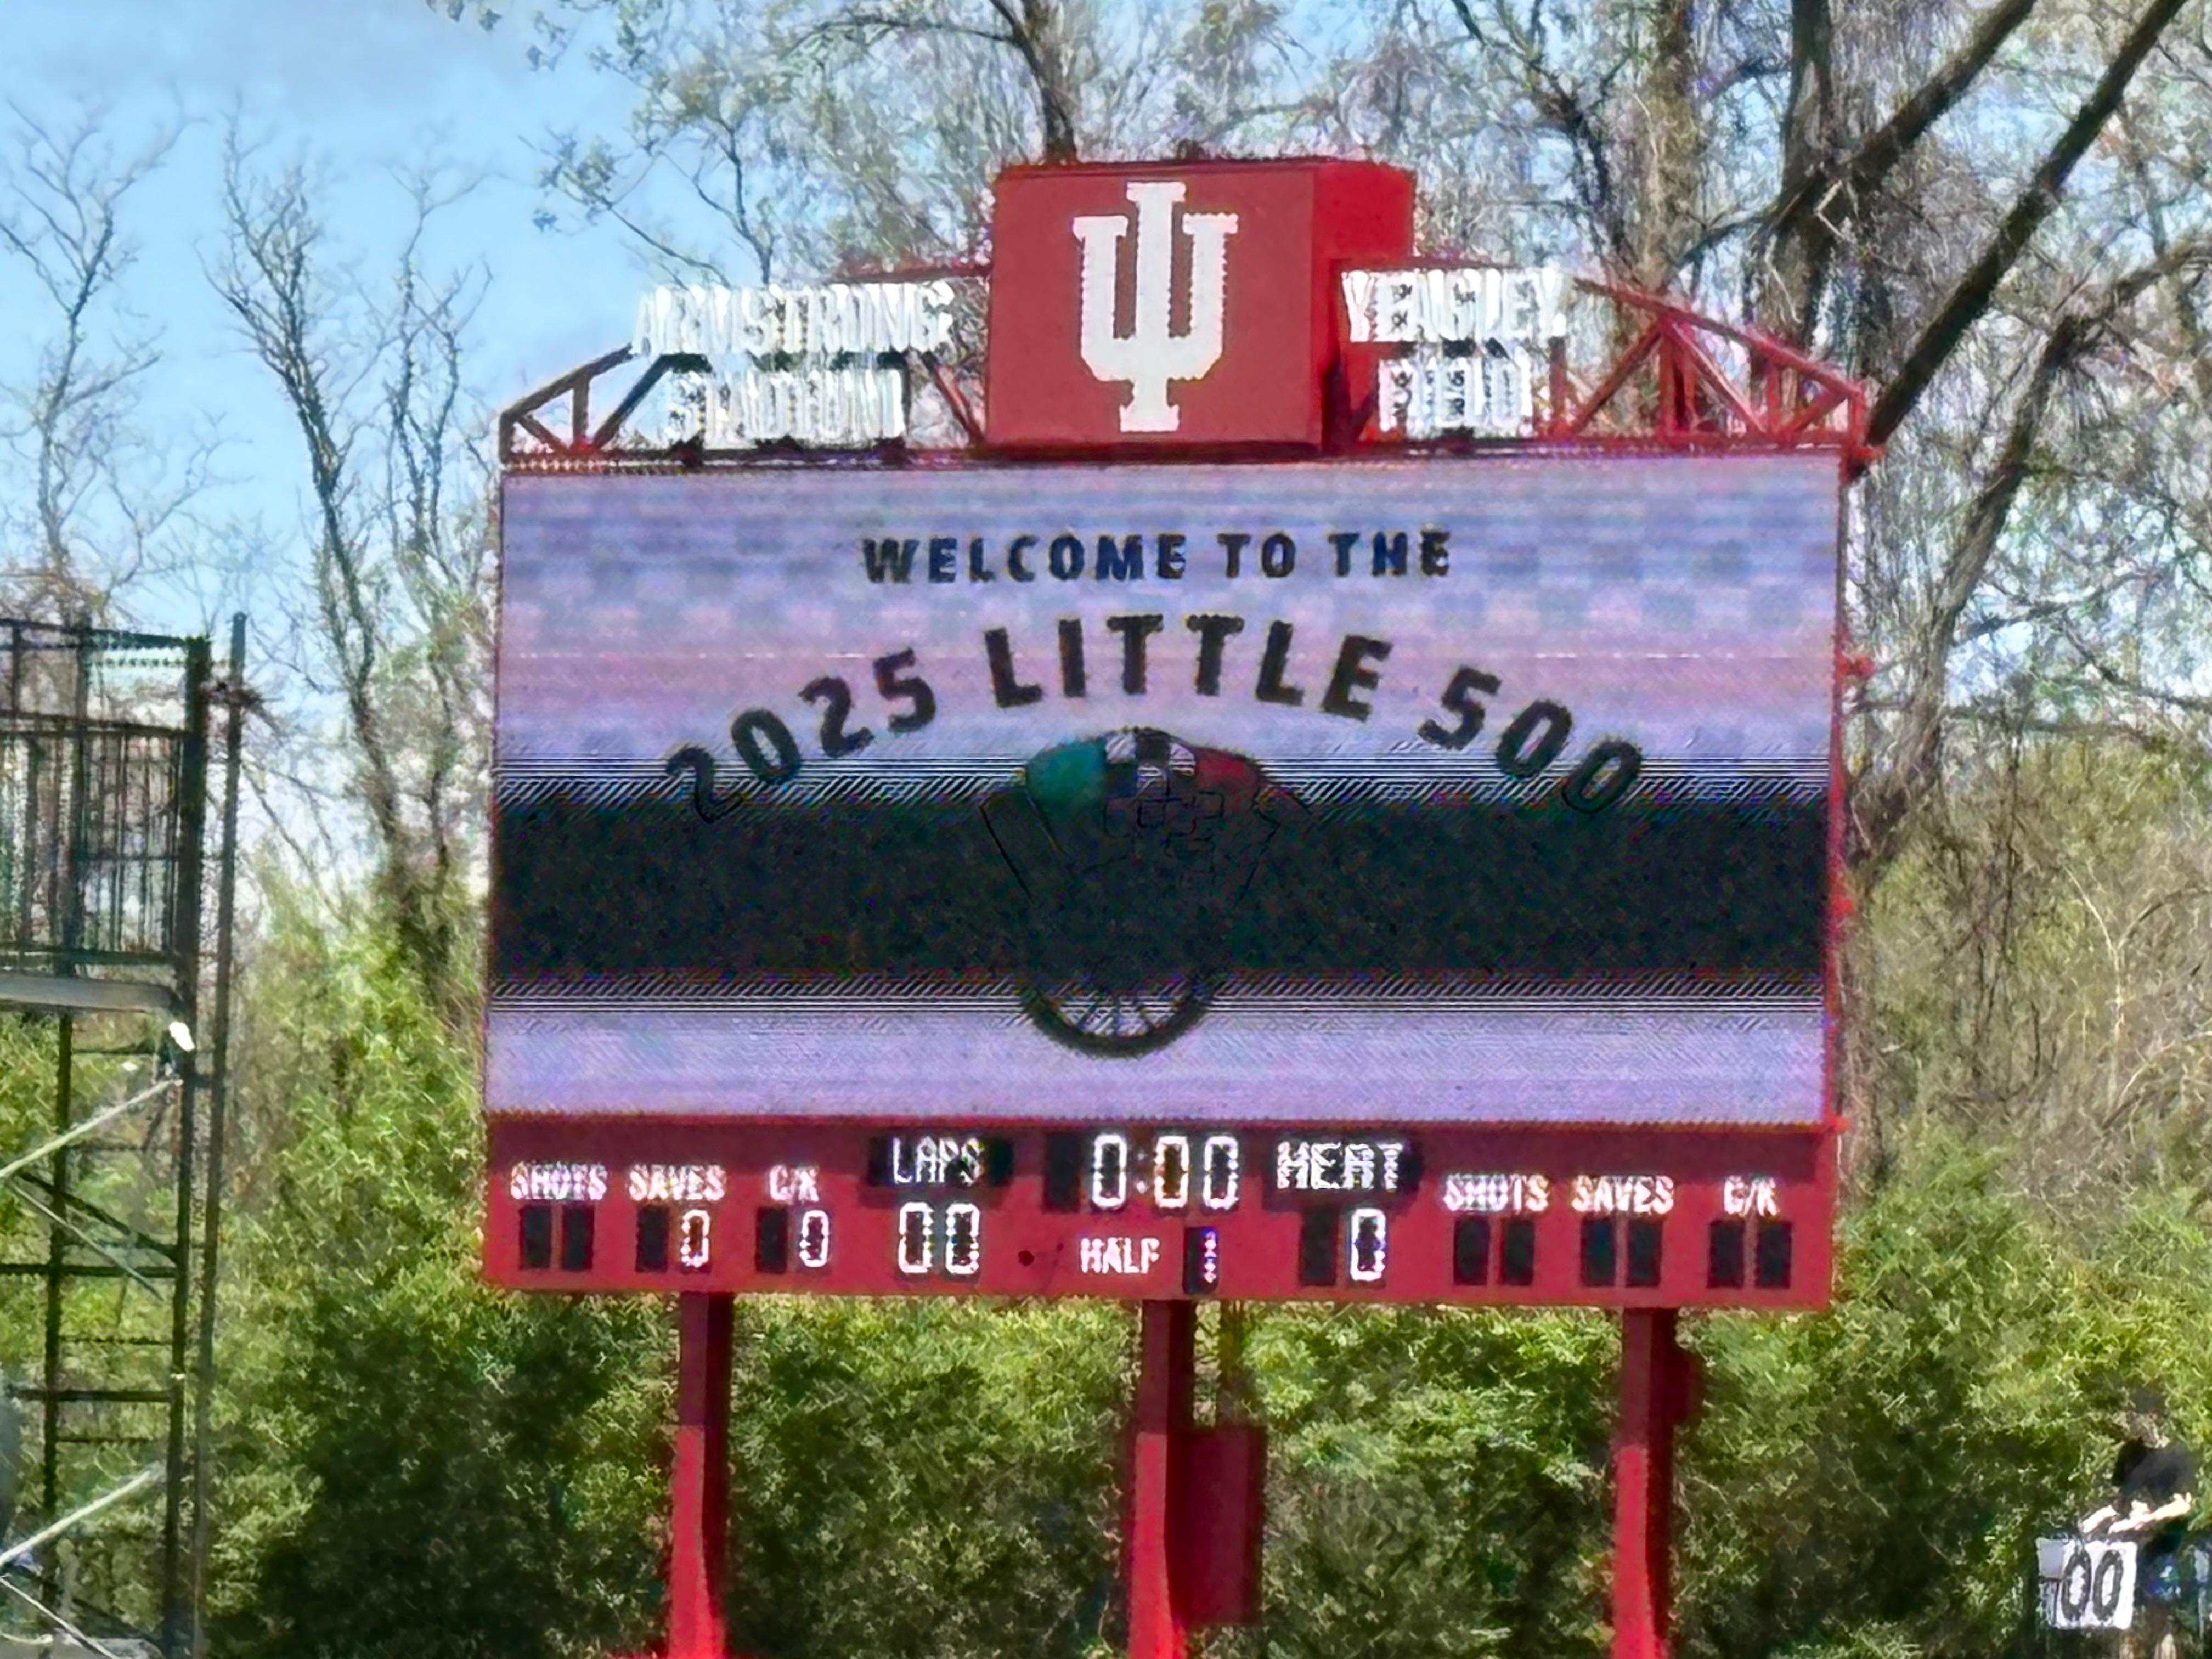 IU
ARMSTRONG
STADIUM
YEAGLEY
FIELD
WELCOME TO THE
2025 LITTLE 500
SHOTS SAVES C/K LAPS 0:00 HEAT SHOTS SAVES C/K
0 0 00 HALF 1 0
00